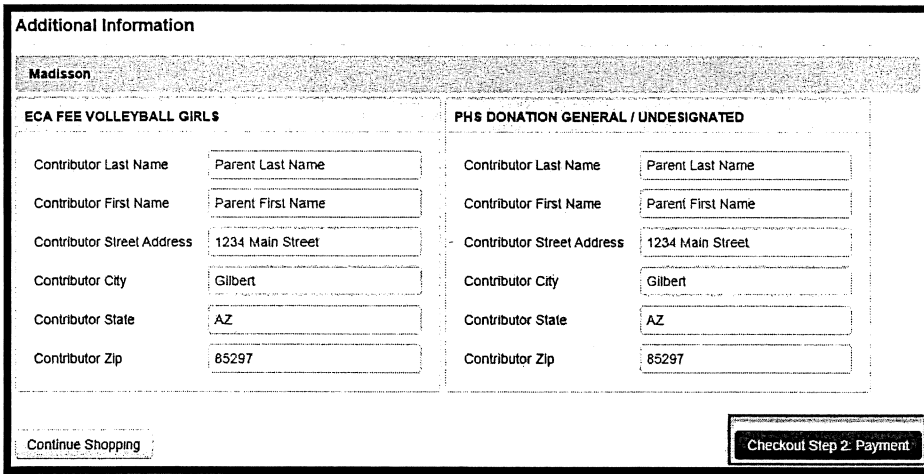 Additional Information
Madisson
ECA FEE VOLLEYBALL GIRLS
Contributor Last Name Parent Last Name
Contributor First Name Parent First Name
Contributor Street Address 1234 Main Street
Contributor City Gilbert
Contributor State AZ
Contributor Zip 85297
PHS DONATION GENERAL / UNDESIGNATED
Contributor Last Name Parent Last Name
Contributor First Name Parent First Name
Contributor Street Address 1234 Main Street
Contributor City Gilbert
Contributor State AZ
Contributor Zip 85297
Continue Shopping
Checkout Step 2: Payment